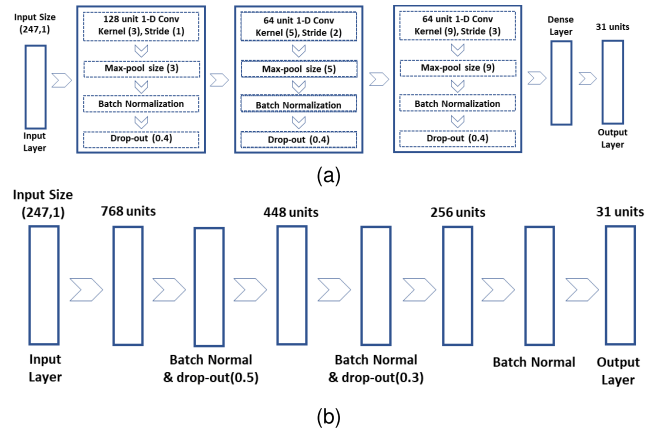 Input Size
(247,1)
Input
Layer
128 unit 1-D Conv
Kernel (3), Stride (1)
Max-pool size (3)
Batch Normalization
Drop-out (0.4)
64 unit 1-D Conv
Kernel (5), Stride (2)
Max-pool size (5)
Batch Normalization
Drop-out (0.4)
64 unit 1-D Conv
Kernel (9), Stride (3)
Max-pool size (9)
Batch Normalization
Drop-out (0.4)
Dense
Layer
31 units
Output
Layer
(a)
Input Size
(247,1)
768 units
448 units
256 units
31 units
Input
Layer
Batch Normal
& drop-out(0.5)
Batch Normal
& drop-out(0.3)
Batch Normal
Output
Layer
(b)